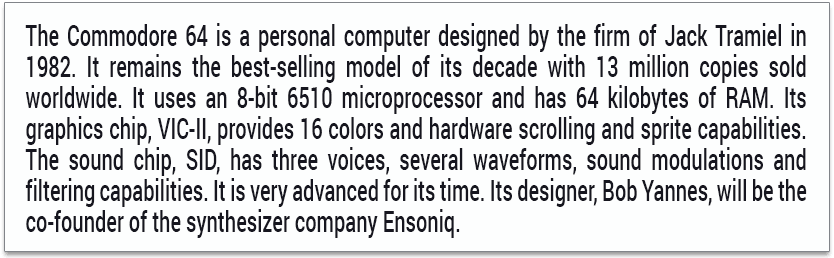 The Commodore 64 is a personal computer designed by the firm of Jack Tramiel in
1982. It remains the best-selling model of its decade with 13 million copies sold
worldwide. It uses an 8-bit 6510 microprocessor and has 64 kilobytes of RAM. Its
graphics chip, VIC-II, provides 16 colors and hardware scrolling and sprite capabilities.
The sound chip, SID, has three voices, several waveforms, sound modulations and
filtering capabilities. It is very advanced for its time. Its designer, Bob Yannes, will be the
co-founder of the synthesizer company Ensoniq.